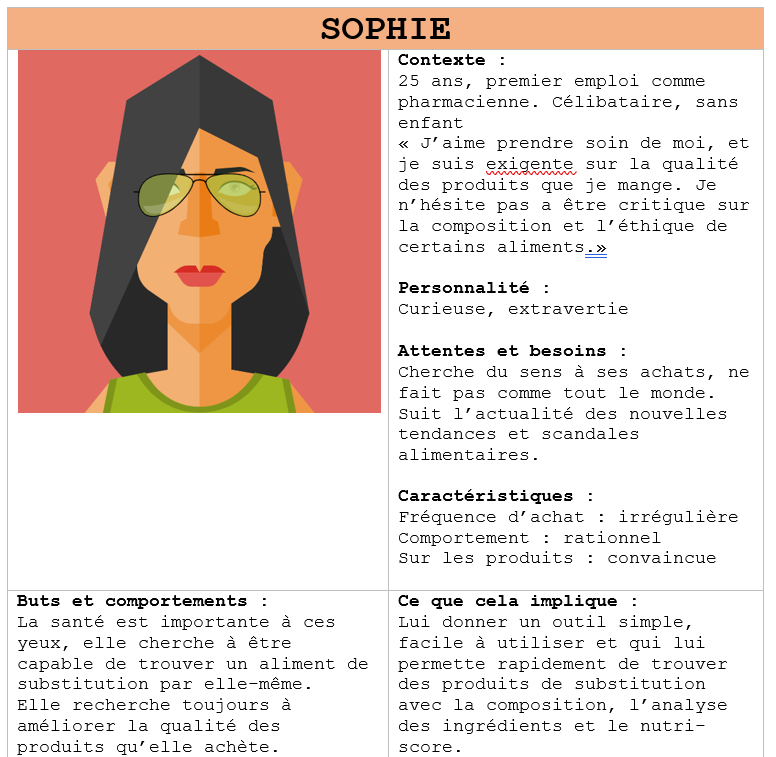 SOPHIE
Contexte :
25 ans, premier emploi comme
pharmacienne. Célibataire, sans
enfant
« J’aime prendre soin de moi, et
je suis exigente sur la qualité
des produits que je mange. Je
n’hésite pas a être critique sur
la composition et l’éthique de
certains aliments.»
Personnalité :
Curieuse, extravertie
Attentes et besoins :
Cherche du sens à ses achats, ne
fait pas comme tout le monde.
Suit l’actualité des nouvelles
tendances et scandales
alimentaires.
Caractéristiques :
Fréquence d’achat : irrégulière
Comportement : rationnel
Sur les produits : convaincue
Buts et comportements :
La santé est importante à ces
yeux, elle cherche à être
capable de trouver un aliment de
substitution par elle-même.
Elle recherche toujours à
améliorer la qualité des
produits qu’elle achète.
Ce que cela implique :
Lui donner un outil simple,
facile à utiliser et qui lui
permette rapidement de trouver
des produits de substitution
avec la composition, l’analyse
des ingrédients et le nutri-
score.